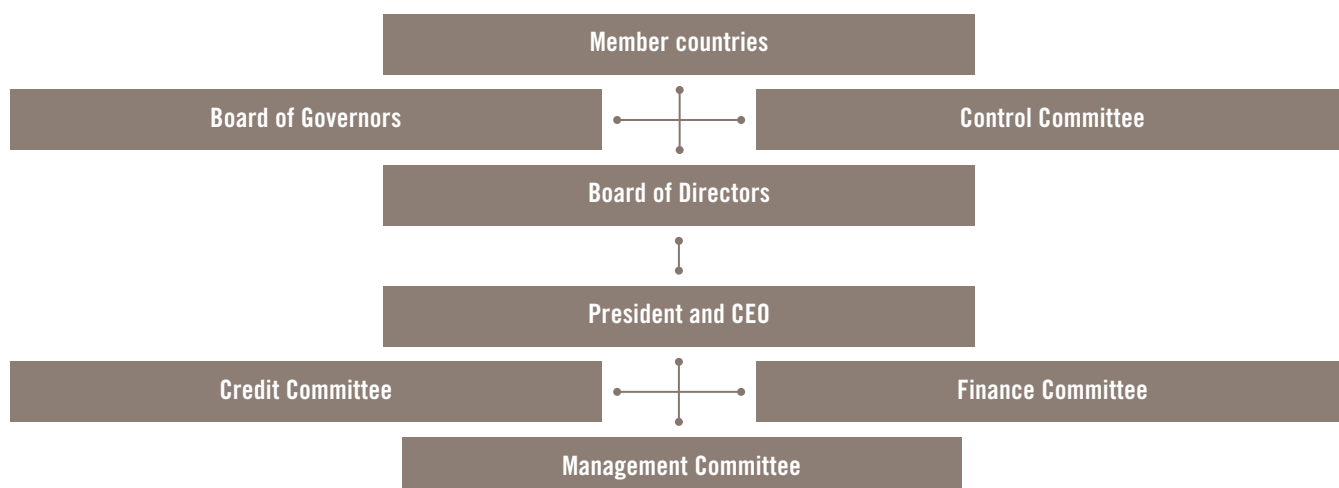 Member countries
Board of Governors
Control Committee
Board of Directors
President and CEO
Credit Committee
Finance Committee
Management Committee